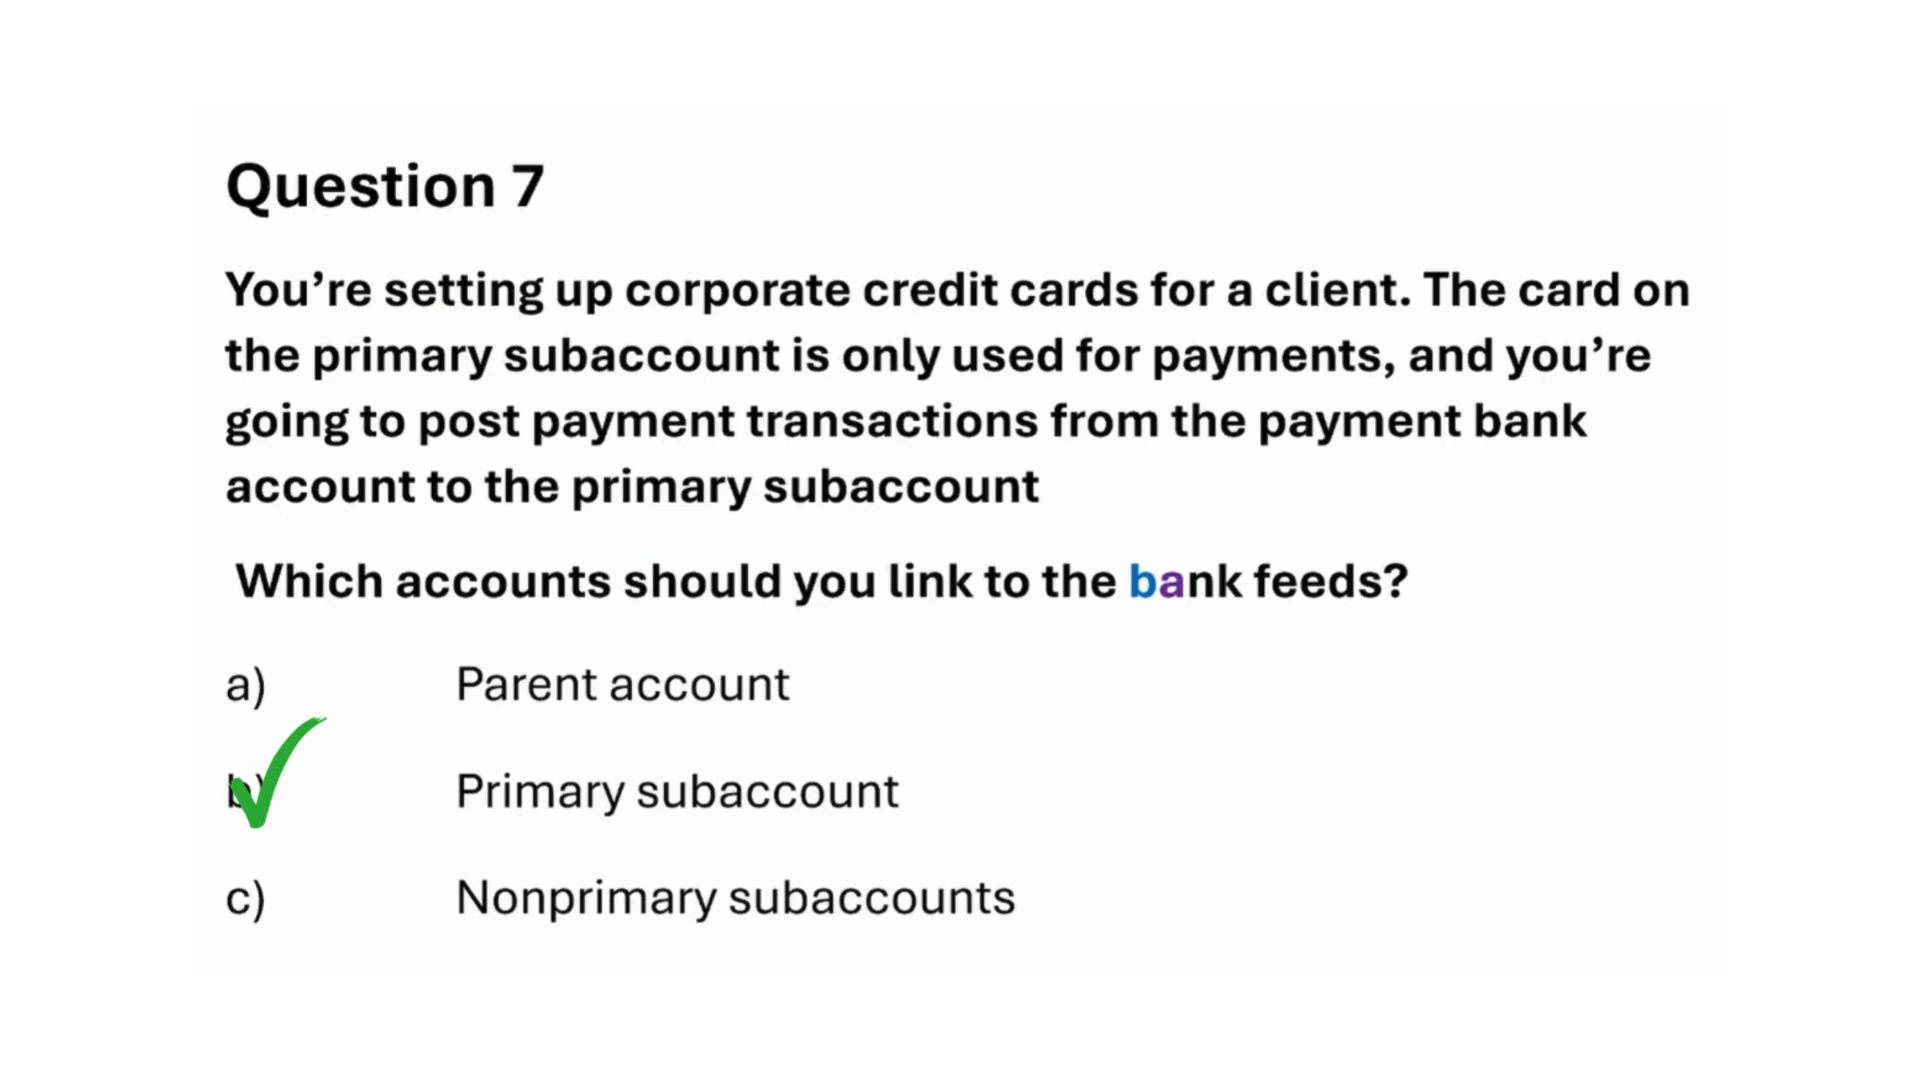 Question 7
You’re setting up corporate credit cards for a client. The card on
the primary subaccount is only used for payments, and you’re
going to post payment transactions from the payment bank
account to the primary subaccount
Which accounts should you link to the bank feeds?
a) Parent account
b) Primary subaccount
c) Nonprimary subaccounts